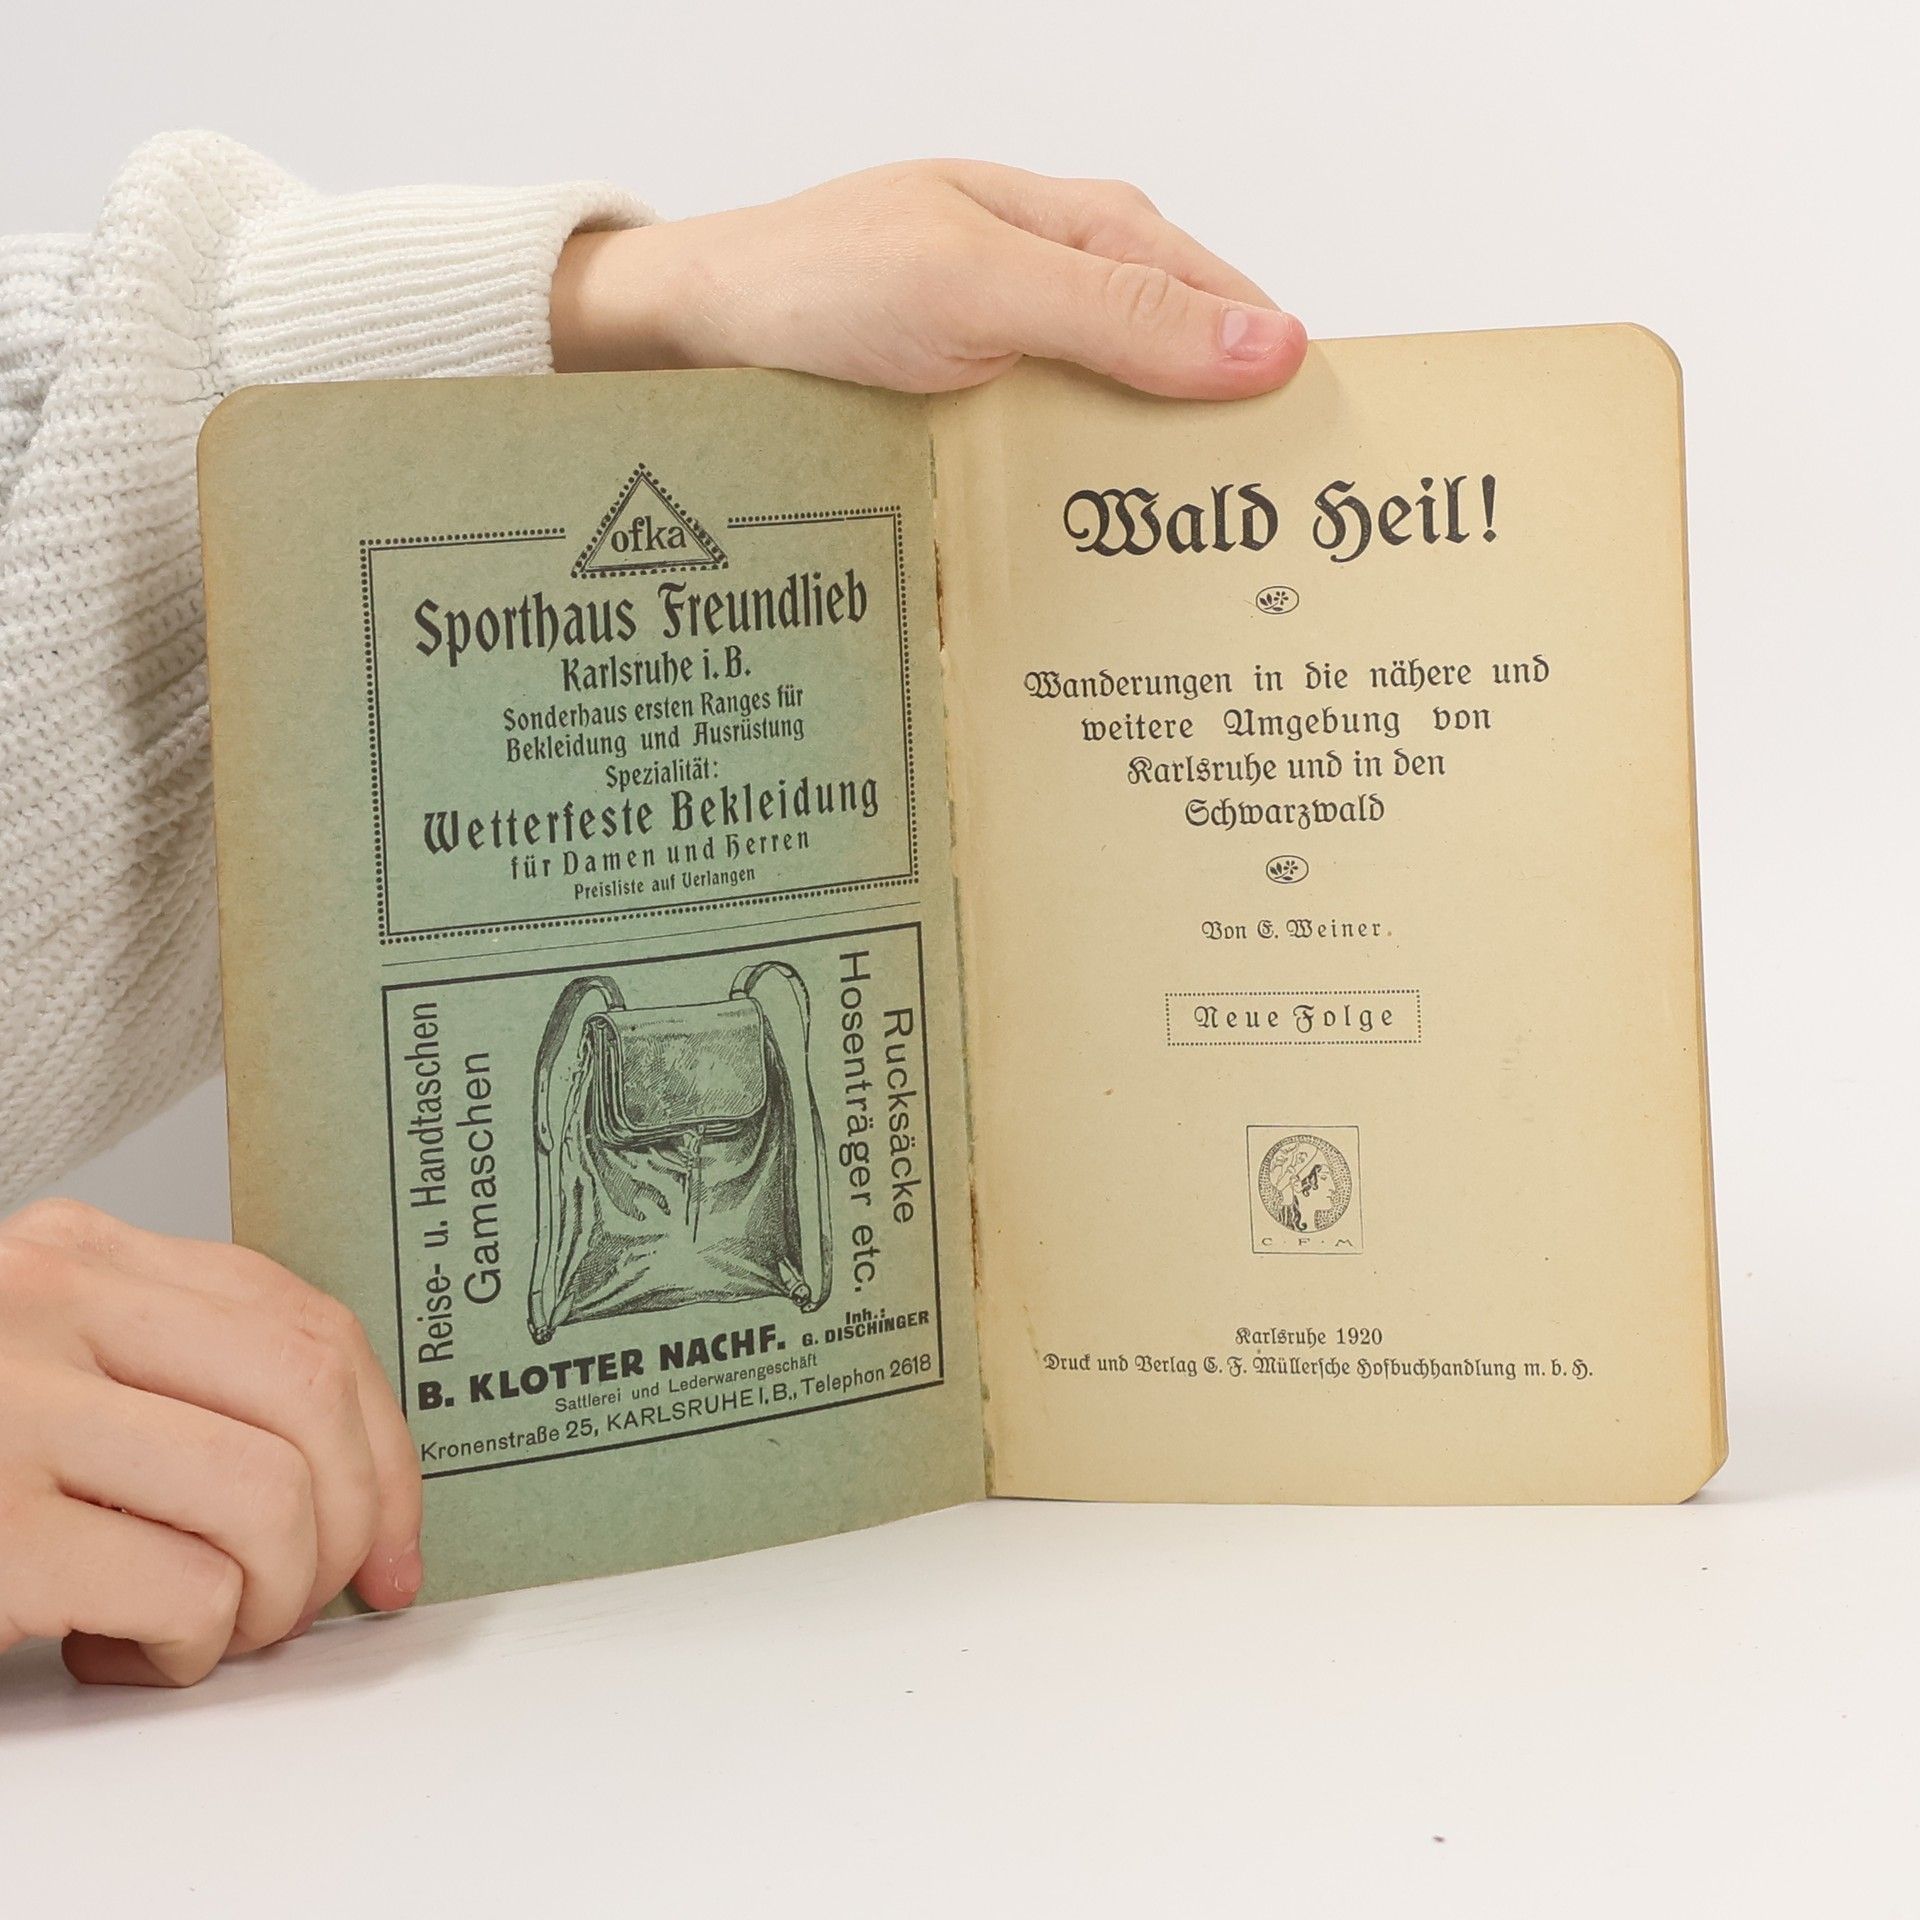 ofka
Sporthaus Freundlieb
Karlsruhe i. B.
Sonderhaus ersten Ranges für
Bekleidung und Ausrüstung
Spezialität:
Wetterfeste Bekleidung
für Damen und Herren
Preisliste auf Verlangen
Reise- u. Handtaschen
Gamaschen
Rucksäcke
Hosenträger etc.
B. KLOTTER NACHF. Inh.: G. DISCHINGER
Sattlerei und Lederwarengeschäft
Kronenstraße 25, KARLSRUHE I. B., Telephon 2618
Wald Heil!
Wanderungen in die nähere und
weitere Umgebung von
Karlsruhe und in den
Schwarzwald
Von E. Weiner.
Neue Folge
C · F · M
Karlsruhe 1920
Druck und Verlag C. F. Müllersche Hofbuchhandlung m. b. H.